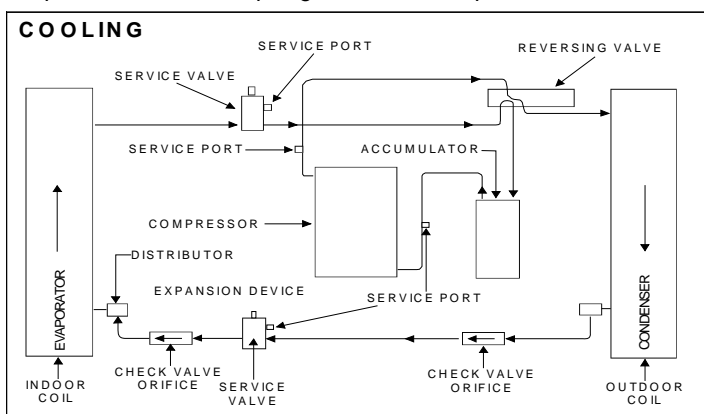 COOLING
SERVICE PORT
REVERSING VALVE
SERVICE VALVE
SERVICE PORT
ACCUMULATOR
COMPRESSOR
EVAPORATOR
DISTRIBUTOR
CONDENSER
EXPANSION DEVICE
SERVICE PORT
INDOOR
COIL
CHECK VALVE
ORIFICE
SERVICE
VALVE
CHECK VALVE
ORIFICE
OUTDOOR
COIL